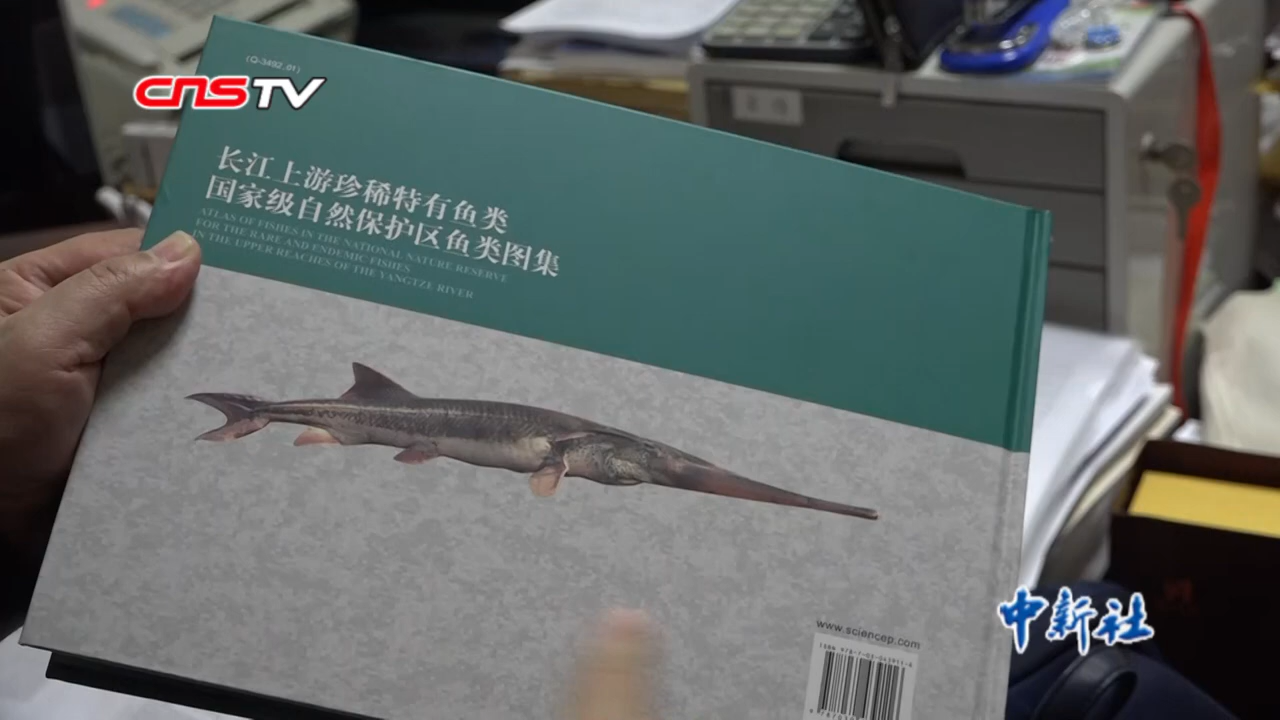 (Q-3492.01)
CNSTV
长江上游珍稀特有鱼类
国家级自然保护区鱼类图集
ATLAS OF FISHES IN THE NATIONAL NATURE RESERVE
FOR THE RARE AND ENDEMIC FISHES
IN THE UPPER REACHES OF THE YANGTZE RIVER
中新社
www.sciencep.com